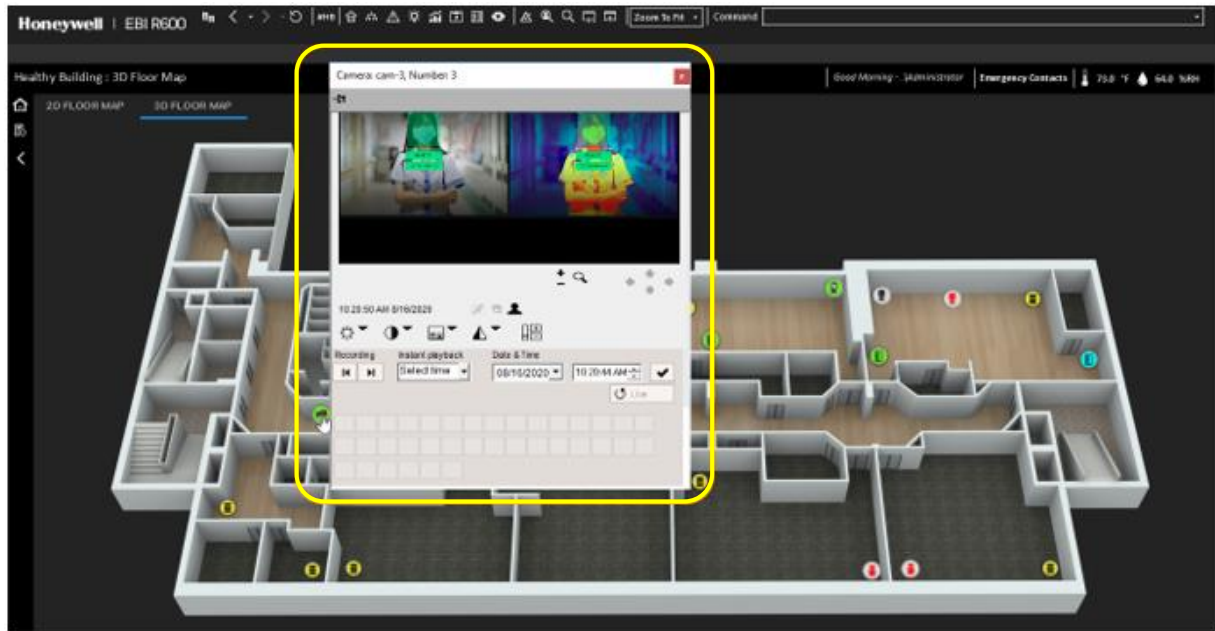 Honeywell | EBI R600
Zoom To Fit
Command
Healthy Building : 3D Floor Map
Good Morning - Administrator
Emergency Contacts
73.0 °F
64.0 %RH
2D FLOOR MAP
3D FLOOR MAP
Camera: cam-3, Number: 3
10:20:50 AM 8/16/2020
Recording
Instant playback
Date & Time
Select time
08/16/2020
10:20:44 AM
Live